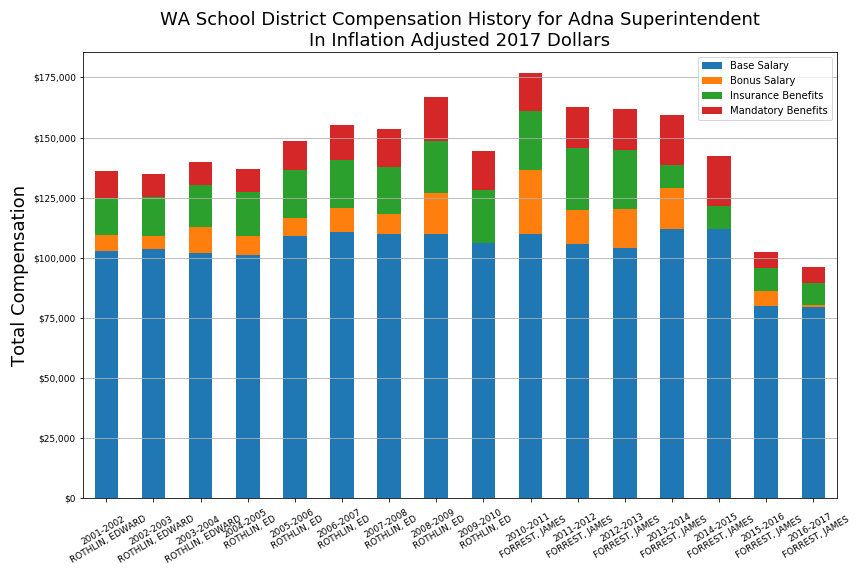 WA School District Compensation History for Adna Superintendent
In Inflation Adjusted 2017 Dollars
Base Salary
Bonus Salary
Insurance Benefits
Mandatory Benefits
Total Compensation
$175,000
$150,000
$125,000
$100,000
$75,000
$50,000
$25,000
$0
2001-2002
ROTHLIN, EDWARD
2002-2003
ROTHLIN, EDWARD
2003-2004
ROTHLIN, EDWARD
2004-2005
ROTHLIN, ED
2005-2006
ROTHLIN, ED
2006-2007
ROTHLIN, ED
2007-2008
ROTHLIN, ED
2008-2009
ROTHLIN, ED
2009-2010
ROTHLIN, ED
2010-2011
FORREST, JAMES
2011-2012
FORREST, JAMES
2012-2013
FORREST, JAMES
2013-2014
FORREST, JAMES
2014-2015
FORREST, JAMES
2015-2016
FORREST, JAMES
2016-2017
FORREST, JAMES